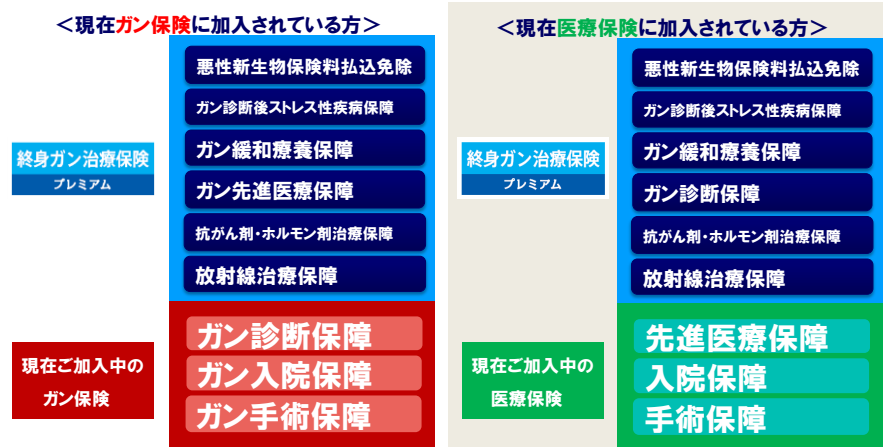 ＜現在ガン保険に加入されている方＞
悪性新生物保険料払込免除
ガン診断後ストレス性疾病保障
ガン緩和療養保障
ガン先進医療保障
抗がん剤・ホルモン剤治療保障
放射線治療保障
終身ガン治療保険
プレミアム
ガン診断保障
ガン入院保障
ガン手術保障
現在ご加入中の
ガン保険
＜現在医療保険に加入されている方＞
悪性新生物保険料払込免除
ガン診断後ストレス性疾病保障
ガン緩和療養保障
ガン診断保障
抗がん剤・ホルモン剤治療保障
放射線治療保障
終身ガン治療保険
プレミアム
先進医療保障
入院保障
手術保障
現在ご加入中の
医療保険